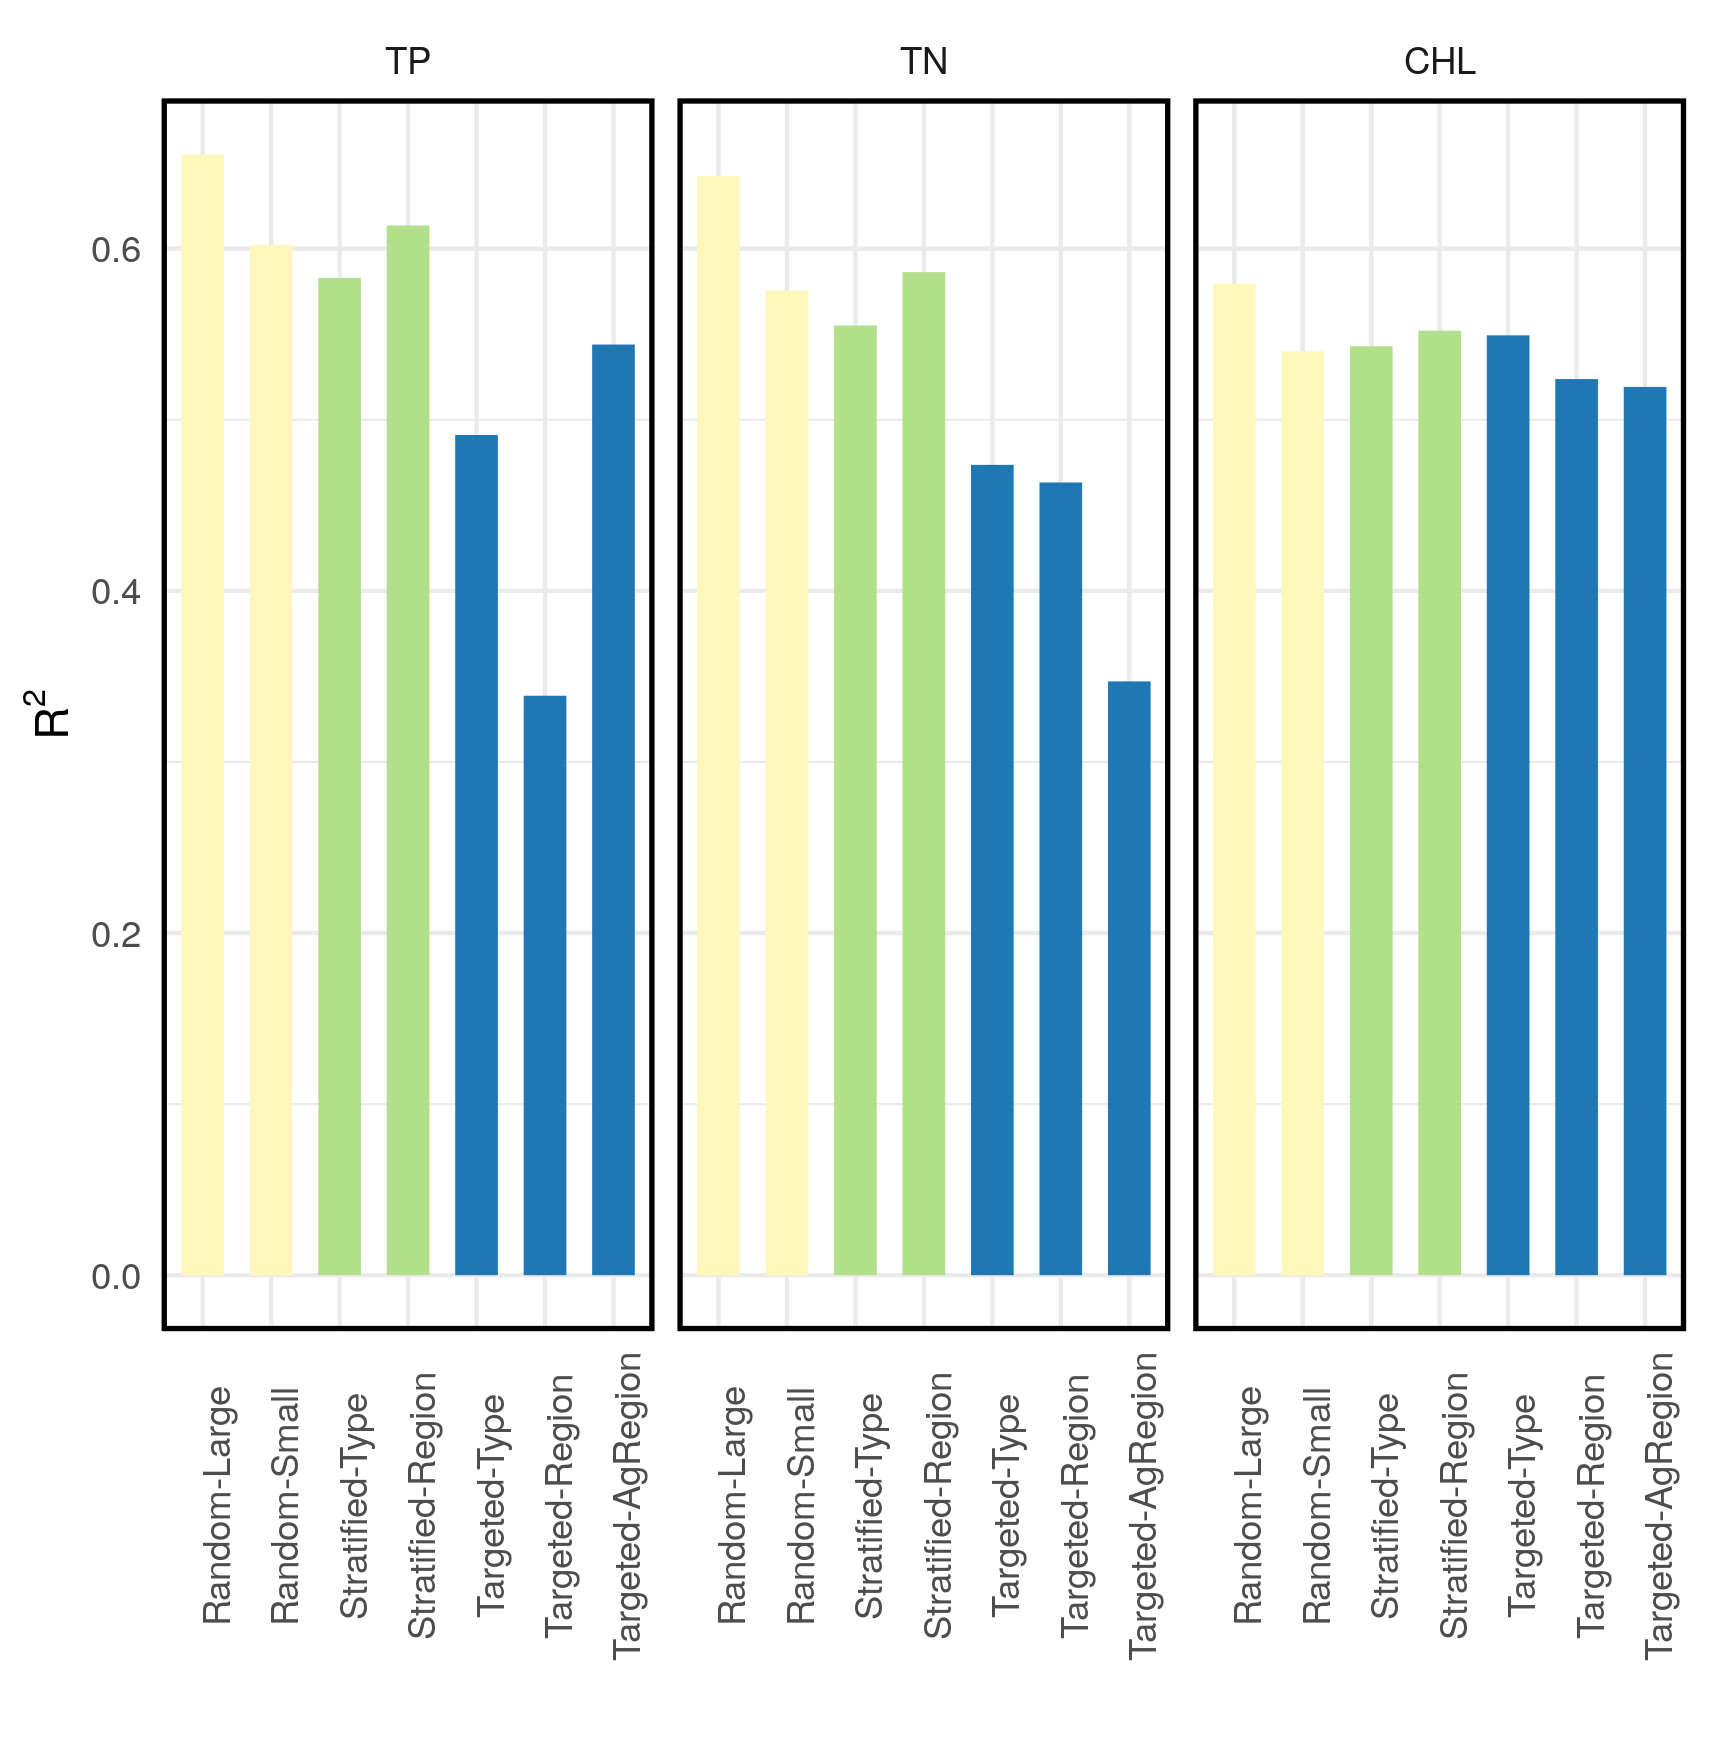 TP
TN
CHL
R²
0.6
0.4
0.2
0.0
Random-Large
Random-Small
Stratified-Type
Stratified-Region
Targeted-Type
Targeted-Region
Targeted-AgRegion
Random-Large
Random-Small
Stratified-Type
Stratified-Region
Targeted-Type
Targeted-Region
Targeted-AgRegion
Random-Large
Random-Small
Stratified-Type
Stratified-Region
Targeted-Type
Targeted-Region
Targeted-AgRegion